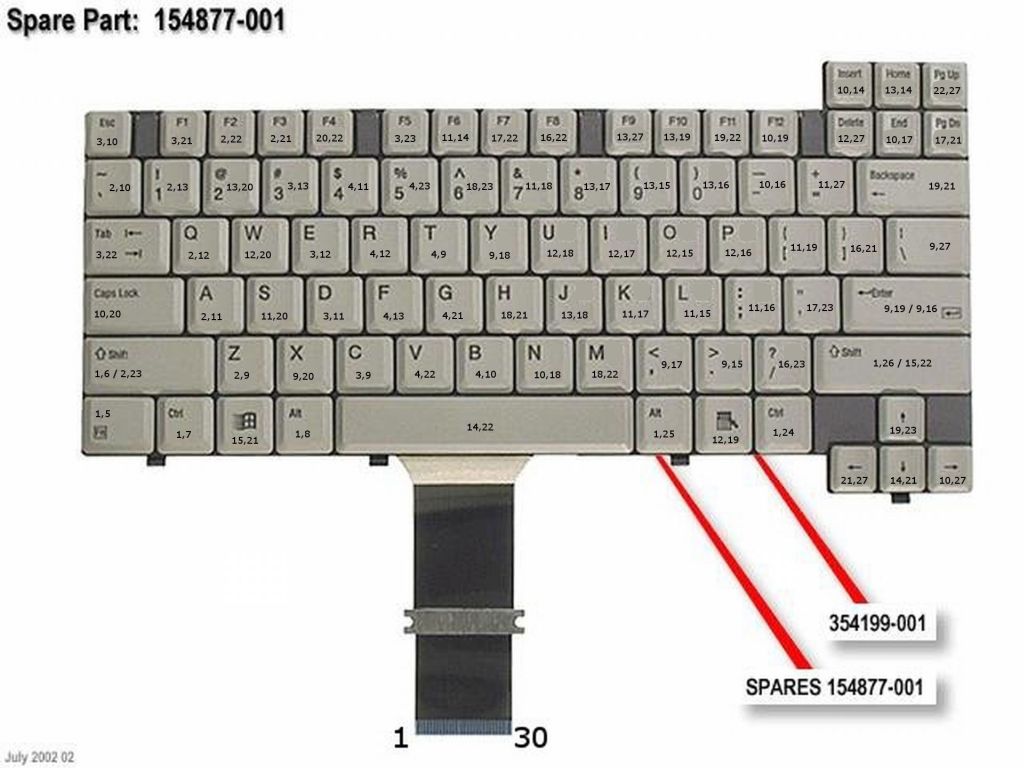 Spare Part: 154877-001
Insert Home Pg Up
10,14 13,14 22,27
Esc F1 F2 F3 F4 F5 F6 F7 F8 F9 F10 F11 F12 Delete End Pg Dn
3,10 3,21 2,22 2,21 20,22 3,23 11,14 17,22 16,22 13,27 13,19 19,22 10,19 12,27 10,17 17,21
~ ! @ # $ % ^ & * ( ) — + Backspace
2,10 2,13 13,20 3,13 4,11 4,23 18,23 11,18 13,17 13,15 13,16 10,16 11,27 19,21
` 1 2 3 4 5 6 7 8 9 0 - = ←
Tab Q W E R T Y U I O P { } |
3,22 2,12 12,20 3,12 4,12 4,9 9,18 12,18 12,17 12,15 12,16 11,19 16,21 9,27
[ ] \
Caps Lock A S D F G H J K L : " ←Enter
10,20 2,11 11,20 3,11 4,13 4,21 18,21 13,18 11,17 11,15 11,16 17,23 9,19 / 9,16
; '
⇧ Shift Z X C V B N M < > ? ⇧ Shift
1,6 / 2,23 2,9 9,20 3,9 4,22 4,10 10,18 18,22 9,17 9,15 16,23 1,26 / 15,22
, . /
1,5 Ctrl Alt 14,22 Alt Ctrl ↑
Fn 1,7 15,21 1,8 1,25 12,19 1,24 19,23
← ↓ →
21,27 14,21 10,27
354199-001
SPARES 154877-001
1 30
July 2002 02